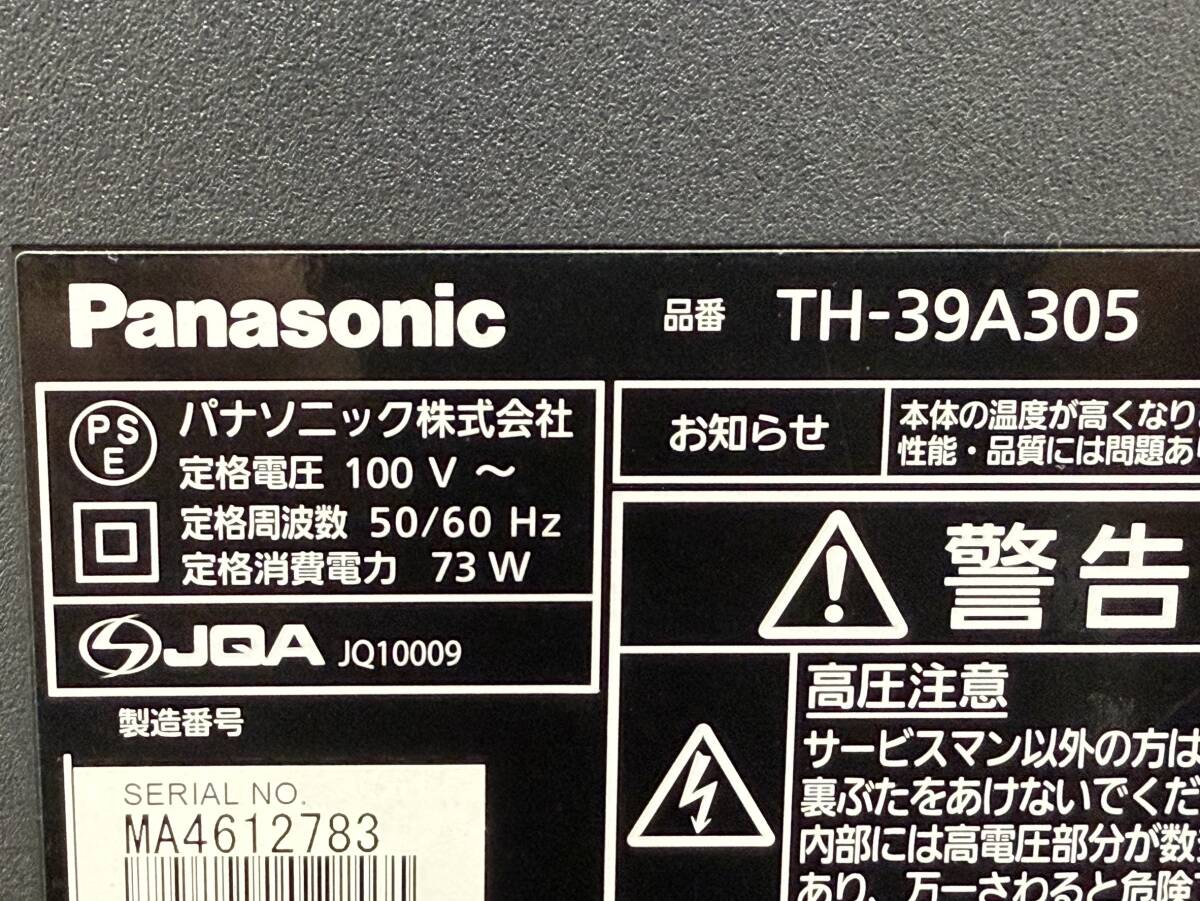 Panasonic
品番 TH-39A305
PS
E
パナソニック株式会社
定格電圧 100 V ～
定格周波数 50/60 Hz
定格消費電力 73 W
JQA JQ10009
製造番号
SERIAL NO.
MA4612783
お知らせ
本体の温度が高くなり
性能・品質には問題あ
警告
高圧注意
サービスマン以外の方は
裏ぶたをあけないでくだ
内部には高電圧部分が数
あり、万一さわると危険